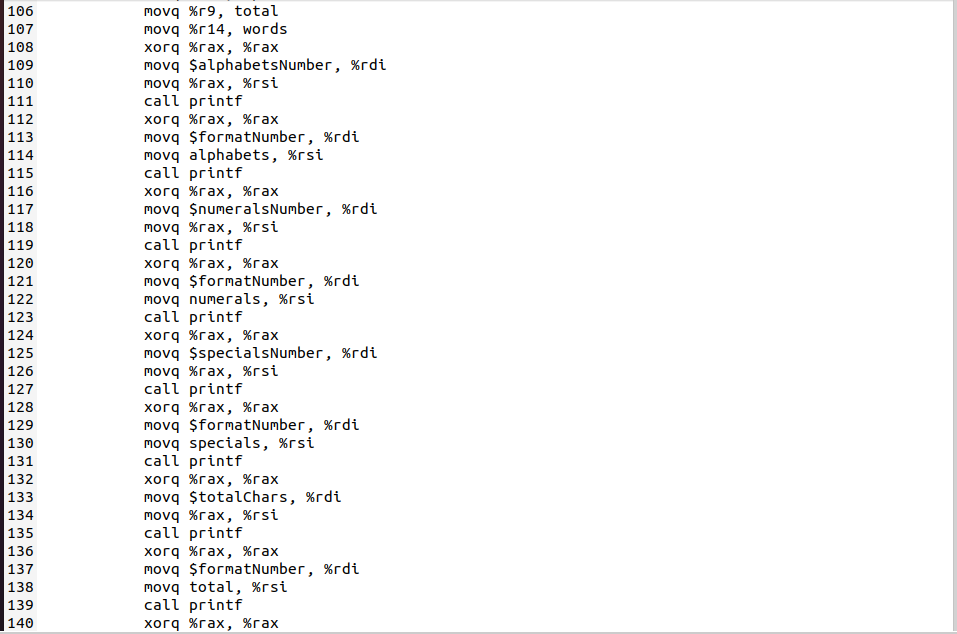 106 movq %r9, total
107 movq %r14, words
108 xorq %rax, %rax
109 movq $alphabetsNumber, %rdi
110 movq %rax, %rsi
111 call printf
112 xorq %rax, %rax
113 movq $formatNumber, %rdi
114 movq alphabets, %rsi
115 call printf
116 xorq %rax, %rax
117 movq $numeralsNumber, %rdi
118 movq %rax, %rsi
119 call printf
120 xorq %rax, %rax
121 movq $formatNumber, %rdi
122 movq numerals, %rsi
123 call printf
124 xorq %rax, %rax
125 movq $specialsNumber, %rdi
126 movq %rax, %rsi
127 call printf
128 xorq %rax, %rax
129 movq $formatNumber, %rdi
130 movq specials, %rsi
131 call printf
132 xorq %rax, %rax
133 movq $totalChars, %rdi
134 movq %rax, %rsi
135 call printf
136 xorq %rax, %rax
137 movq $formatNumber, %rdi
138 movq total, %rsi
139 call printf
140 xorq %rax, %rax